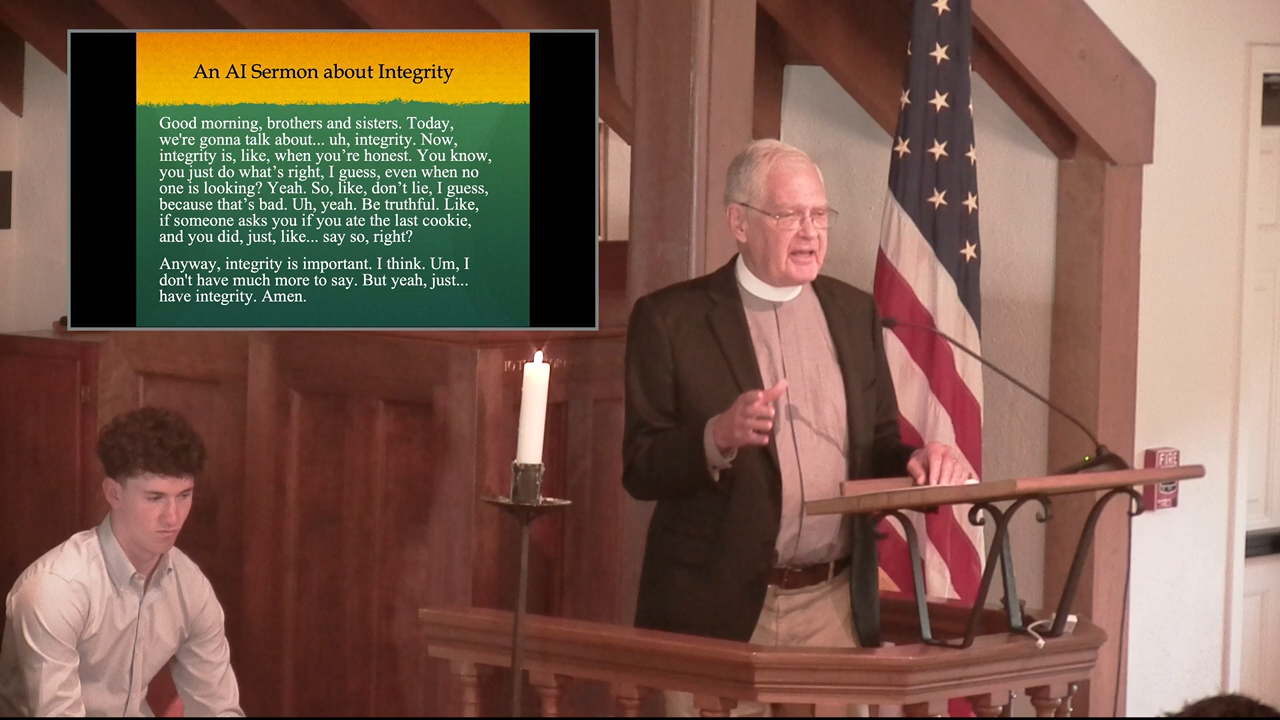 An AI Sermon about Integrity
Good morning, brothers and sisters. Today,
we're gonna talk about... uh, integrity. Now,
integrity is, like, when you’re honest. You know,
you just do what’s right, I guess, even when no
one is looking? Yeah. So, like, don’t lie, I guess,
because that’s bad. Uh, yeah. Be truthful. Like,
if someone asks you if you ate the last cookie,
and you did, just, like... say so, right?
Anyway, integrity is important. I think. Um, I
don't have much more to say. But yeah, just...
have integrity. Amen.
FIRE